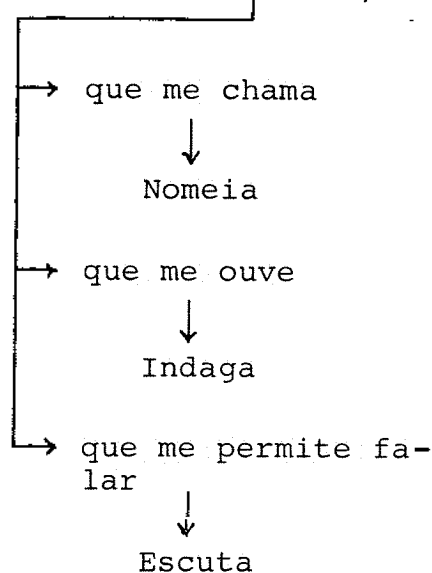 que me chama
Nomeia
que me ouve
Indaga
que me permite fa-
lar
Escuta